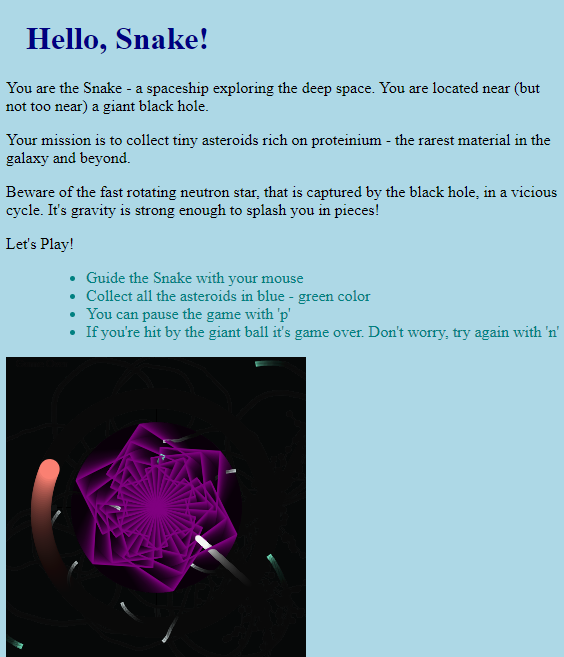 Hello, Snake!
You are the Snake - a spaceship exploring the deep space. You are located near (but
not too near) a giant black hole.
Your mission is to collect tiny asteroids rich on proteinium - the rarest material in the
galaxy and beyond.
Beware of the fast rotating neutron star, that is captured by the black hole, in a vicious
cycle. It's gravity is strong enough to splash you in pieces!
Let's Play!
• Guide the Snake with your mouse
• Collect all the asteroids in blue - green color
• You can pause the game with 'p'
• If you're hit by the giant ball it's game over. Don't worry, try again with 'n'